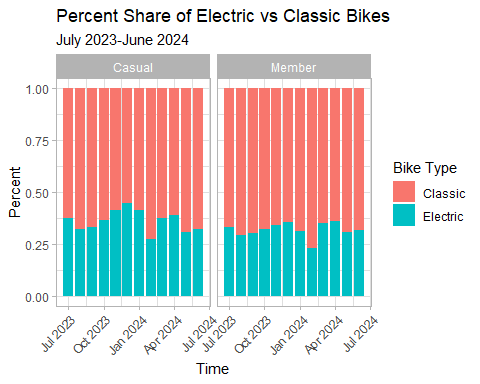 Percent Share of Electric vs Classic Bikes
July 2023-June 2024
Casual
Member
1.00
0.75
0.50
0.25
0.00
Percent
Jul 2023
Oct 2023
Jan 2024
Apr 2024
Jul 2024
Jul 2023
Oct 2023
Jan 2024
Apr 2024
Jul 2024
Time
Bike Type
Classic
Electric